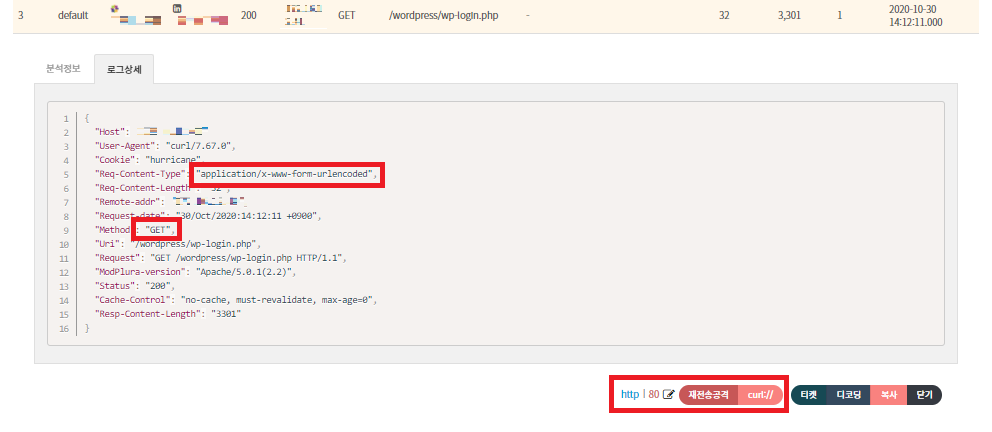 3 default 200 GET /wordpress/wp-login.php - 32 3,301 1 2020-10-30
14:12:11.000
분석정보 로그상세
1 {
2 "Host":
3 "User-Agent": "curl/7.67.0",
4 "Cookie": "hurricane",
5 "Req-Content-Type": "application/x-www-form-urlencoded",
6 "Req-Content-Length": "32",
7 "Remote-addr":
8 "Request-date": "30/Oct/2020:14:12:11 +0900",
9 "Method": "GET",
10 "Uri": "/wordpress/wp-login.php",
11 "Request": "GET /wordpress/wp-login.php HTTP/1.1",
12 "ModPlura-version": "Apache/5.0.1(2.2)",
13 "Status": "200",
14 "Cache-Control": "no-cache, must-revalidate, max-age=0",
15 "Resp-Content-Length": "3301"
16 }
http | 80 재전송공격 curl:// 티켓 디코딩 복사 닫기